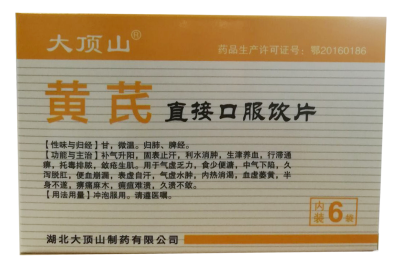 大顶山®
药品生产许可证号：鄂20160186
黄芪 直接口服饮片
【性味与归经】甘，微温。归肺、脾经。
【功能与主治】补气升阳，固表止汗，利水消肿，生津养血，行滞通
痹，托毒排脓，敛疮生肌。用于气虚乏力，食少便溏，中气下陷，久
泻脱肛，便血崩漏，表虚自汗，气虚水肿，内热消渴，血虚萎黄，半
身不遂，痹痛麻木，痈疽难溃，久溃不敛。
【用法用量】冲泡服用。请遵医嘱。
内装6袋
湖北大顶山制药有限公司